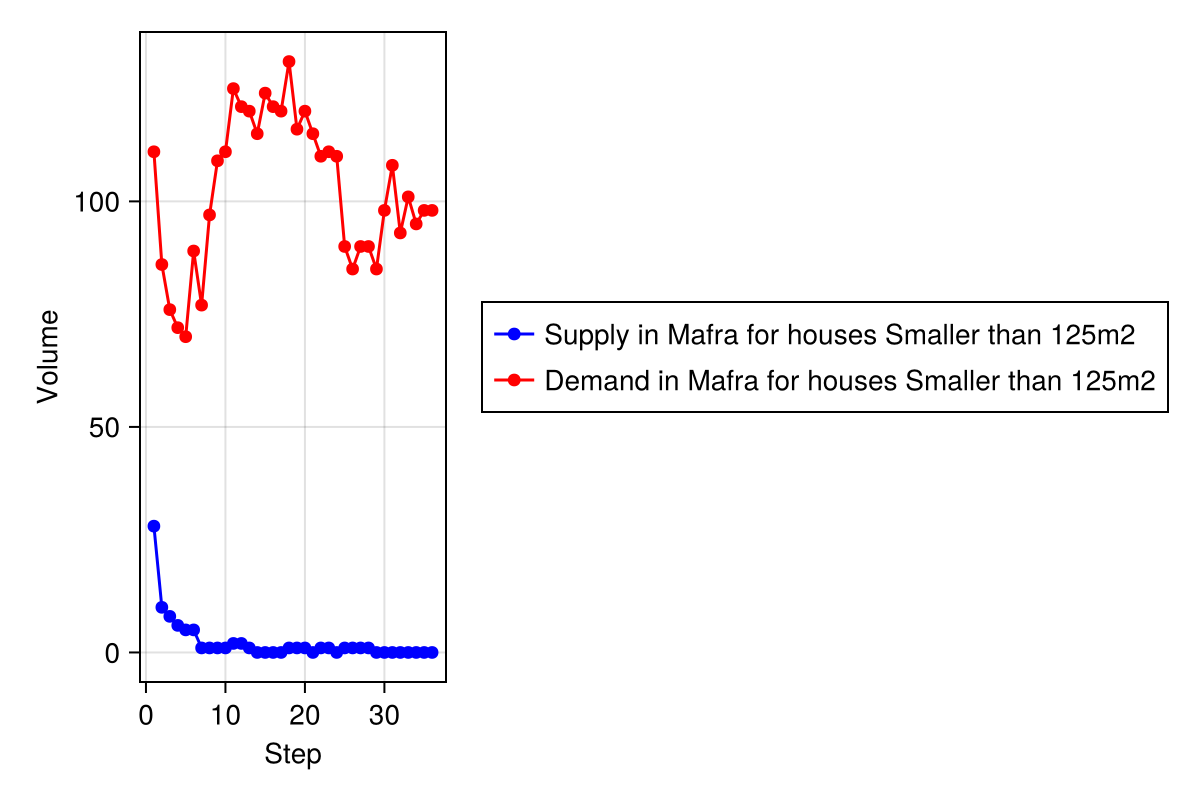 Volume
100
50
0
0 10 20 30
Step
Supply in Mafra for houses Smaller than 125m2
Demand in Mafra for houses Smaller than 125m2